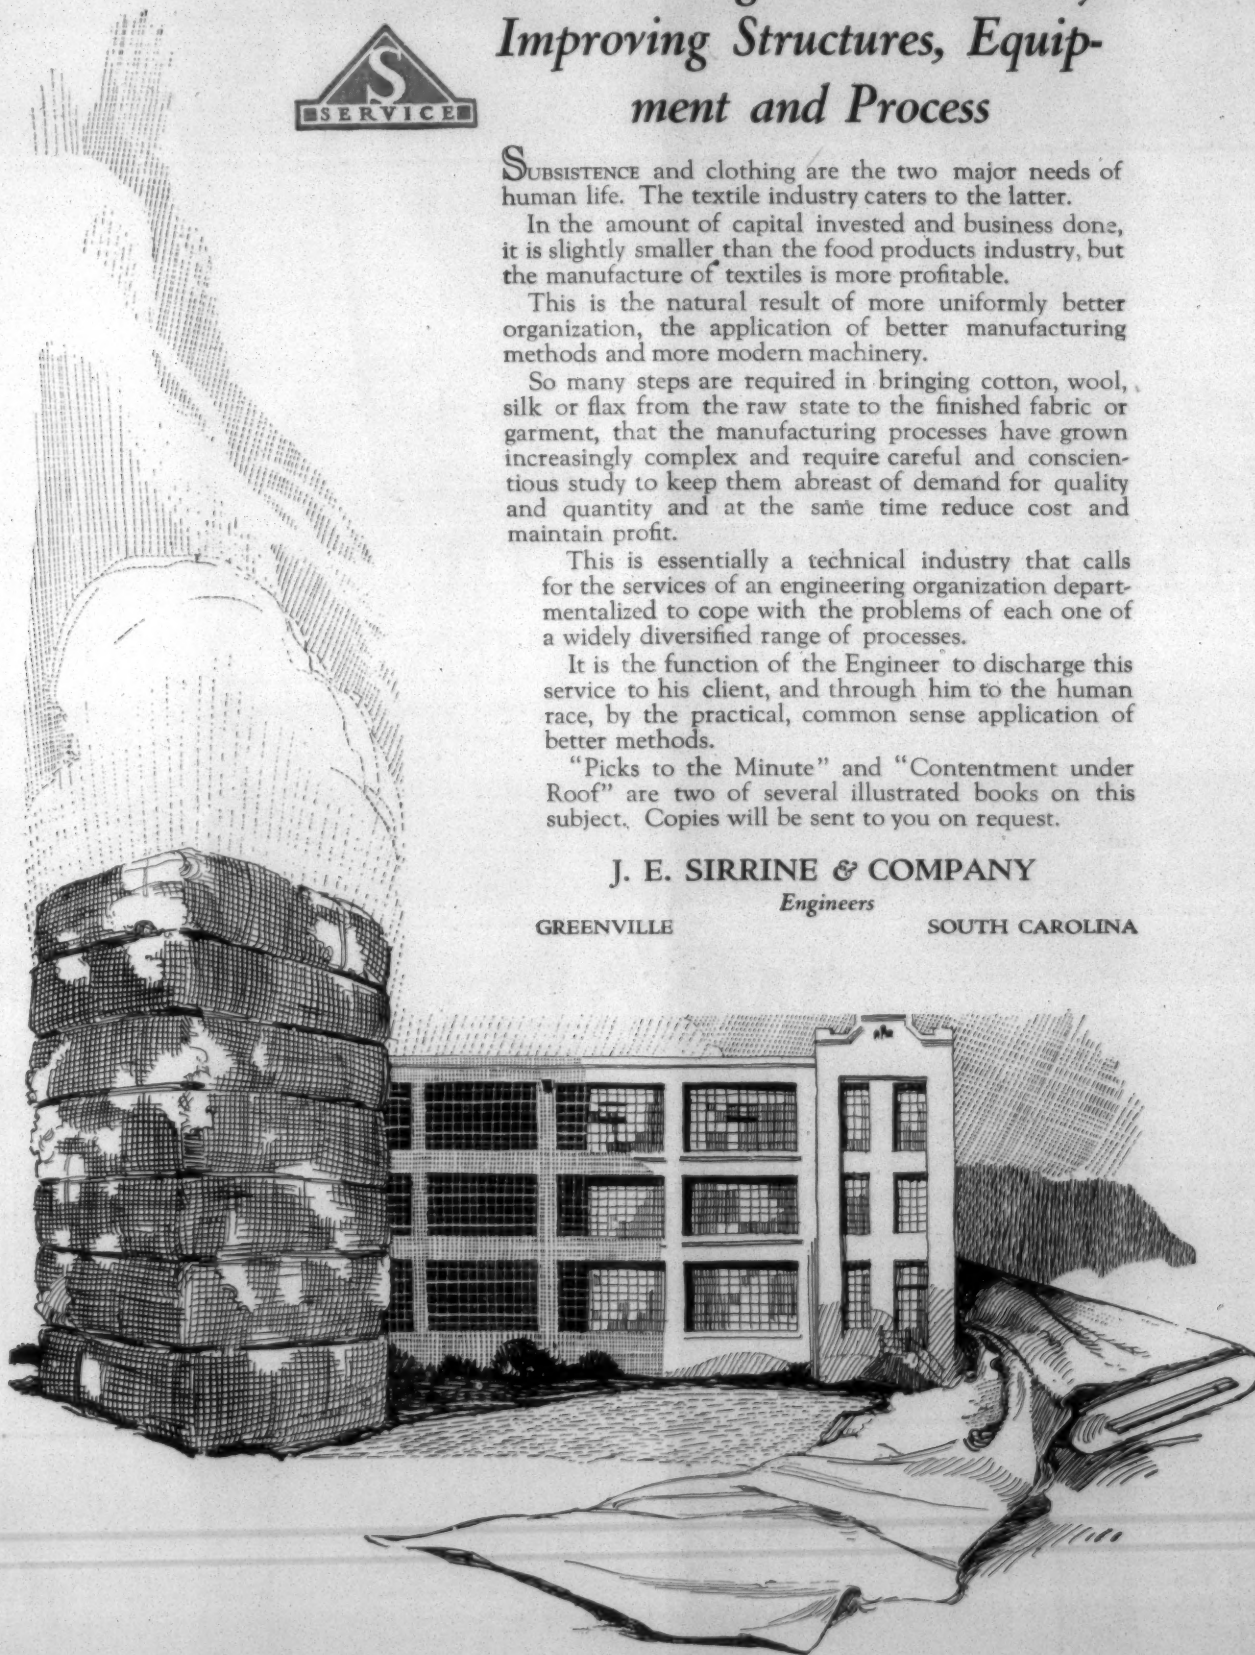 Improving Structures, Equip-
ment and Process
S
SERVICE
SUBSISTENCE and clothing are the two major needs of
human life. The textile industry caters to the latter.
In the amount of capital invested and business done,
it is slightly smaller than the food products industry, but
the manufacture of textiles is more profitable.
This is the natural result of more uniformly better
organization, the application of better manufacturing
methods and more modern machinery.
So many steps are required in bringing cotton, wool,
silk or flax from the raw state to the finished fabric or
garment, that the manufacturing processes have grown
increasingly complex and require careful and conscien-
tious study to keep them abreast of demand for quality
and quantity and at the same time reduce cost and
maintain profit.
This is essentially a technical industry that calls
for the services of an engineering organization depart-
mentalized to cope with the problems of each one of
a widely diversified range of processes.
It is the function of the Engineer to discharge this
service to his client, and through him to the human
race, by the practical, common sense application of
better methods.
“Picks to the Minute” and “Contentment under
Roof” are two of several illustrated books on this
subject. Copies will be sent to you on request.
J. E. SIRRINE & COMPANY
Engineers
GREENVILLE SOUTH CAROLINA